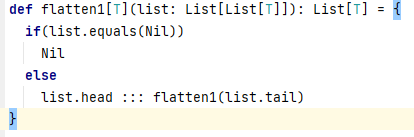 def flatten1[T](list: List[List[T]]): List[T] = {
  if(list.equals(Nil))
    Nil
  else
    list.head ::: flatten1(list.tail)
}